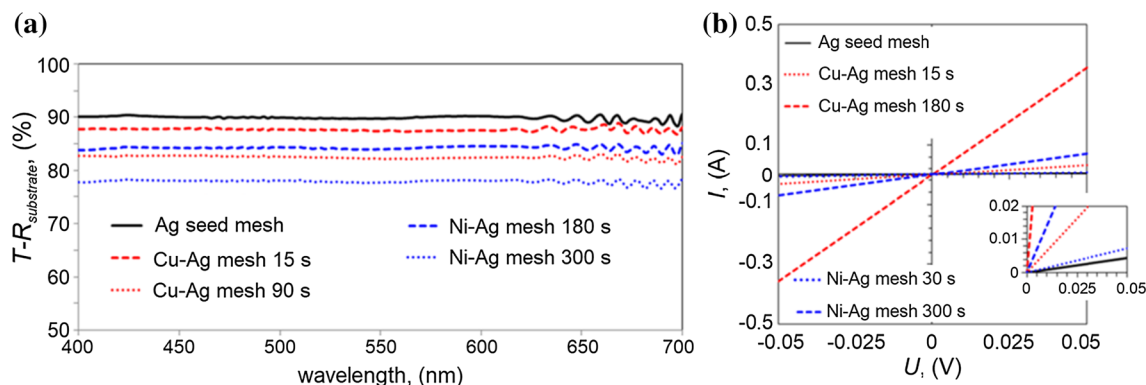 (a)
100
90
80
70
60
50
T-R substrate, (%)
Ag seed mesh
Cu-Ag mesh 15 s
Cu-Ag mesh 90 s
Ni-Ag mesh 180 s
Ni-Ag mesh 300 s
400 450 500 550 600 650 700
wavelength, (nm)
(b)
0.5
0.3
0.1
0
-0.1
-0.3
-0.5
I, (A)
Ag seed mesh
Cu-Ag mesh 15 s
Cu-Ag mesh 180 s
0.02
0.01
0
0 0.025 0.05
Ni-Ag mesh 30 s
Ni-Ag mesh 300 s
-0.05 -0.025 0 0.025 0.05
U, (V)